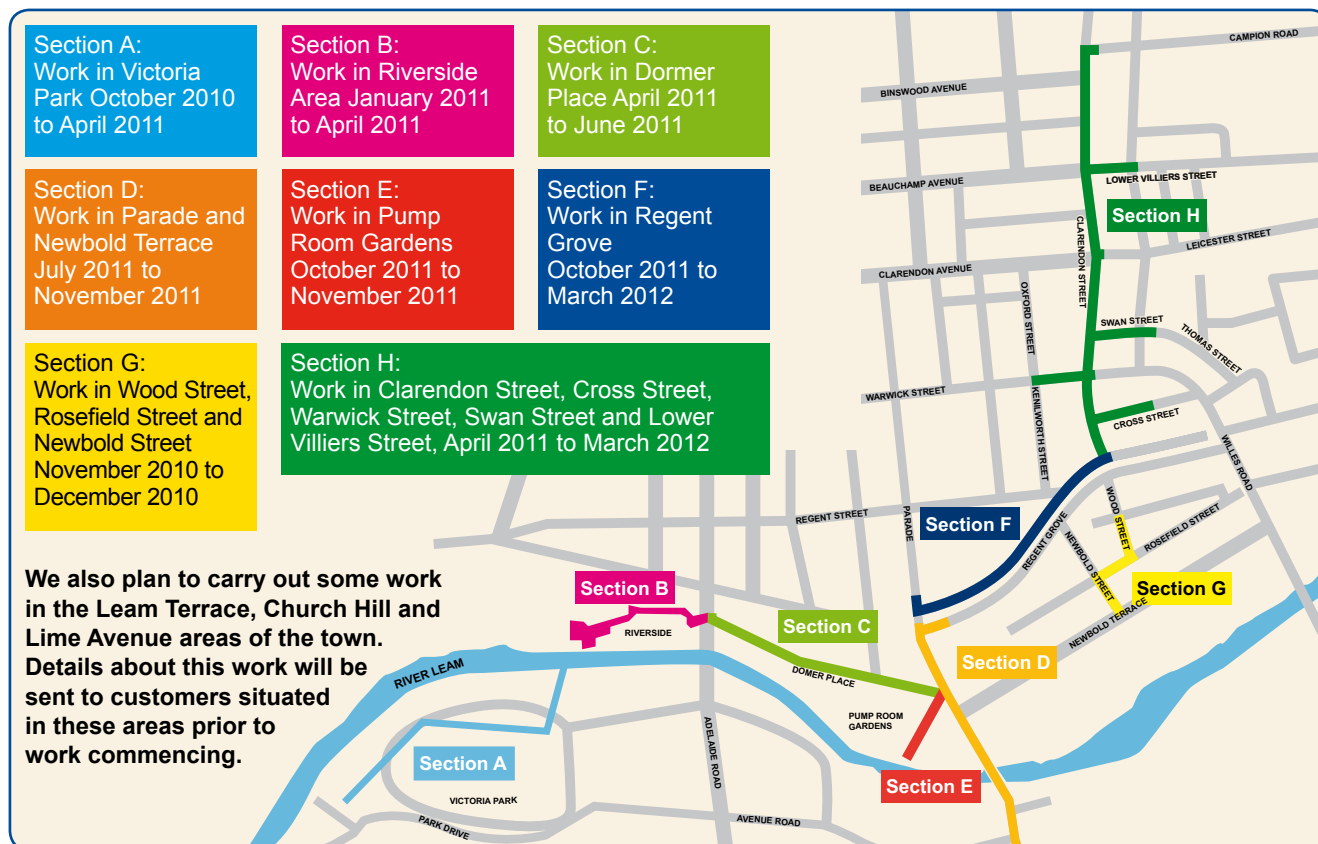 Section A:
Work in Victoria
Park October 2010
to April 2011
Section B:
Work in Riverside
Area January 2011
to April 2011
Section C:
Work in Dormer
Place April 2011
to June 2011
Section D:
Work in Parade and
Newbold Terrace
July 2011 to
November 2011
Section E:
Work in Pump
Room Gardens
October 2011 to
November 2011
Section F:
Work in Regent
Grove
October 2011 to
March 2012
Section G:
Work in Wood Street,
Rosefield Street and
Newbold Street
November 2010 to
December 2010
Section H:
Work in Clarendon Street, Cross Street,
Warwick Street, Swan Street and Lower
Villiers Street, April 2011 to March 2012
We also plan to carry out some work
in the Leam Terrace, Church Hill and
Lime Avenue areas of the town.
Details about this work will be
sent to customers situated
in these areas prior to
work commencing.
CAMPION ROAD
BINSWOOD AVENUE
LOWER VILLIERS STREET
BEAUCHAMP AVENUE
Section H
CLARENDON STREET
LEICESTER STREET
CLARENDON AVENUE
OXFORD STREET
SWAN STREET
THOMAS STREET
WARWICK STREET
KENILWORTH STREET
CROSS STREET
WILLES ROAD
REGENT STREET
PARADE
Section F
REGENT GROVE
WOOD STREET
ROSEFIELD STREET
NEWBOLD STREET
Section G
NEWBOLD TERRACE
Section B
RIVERSIDE
Section C
Section D
DOMER PLACE
RIVER LEAM
PUMP ROOM
GARDENS
ADELAIDE ROAD
Section A
Section E
VICTORIA PARK
PARK DRIVE
AVENUE ROAD